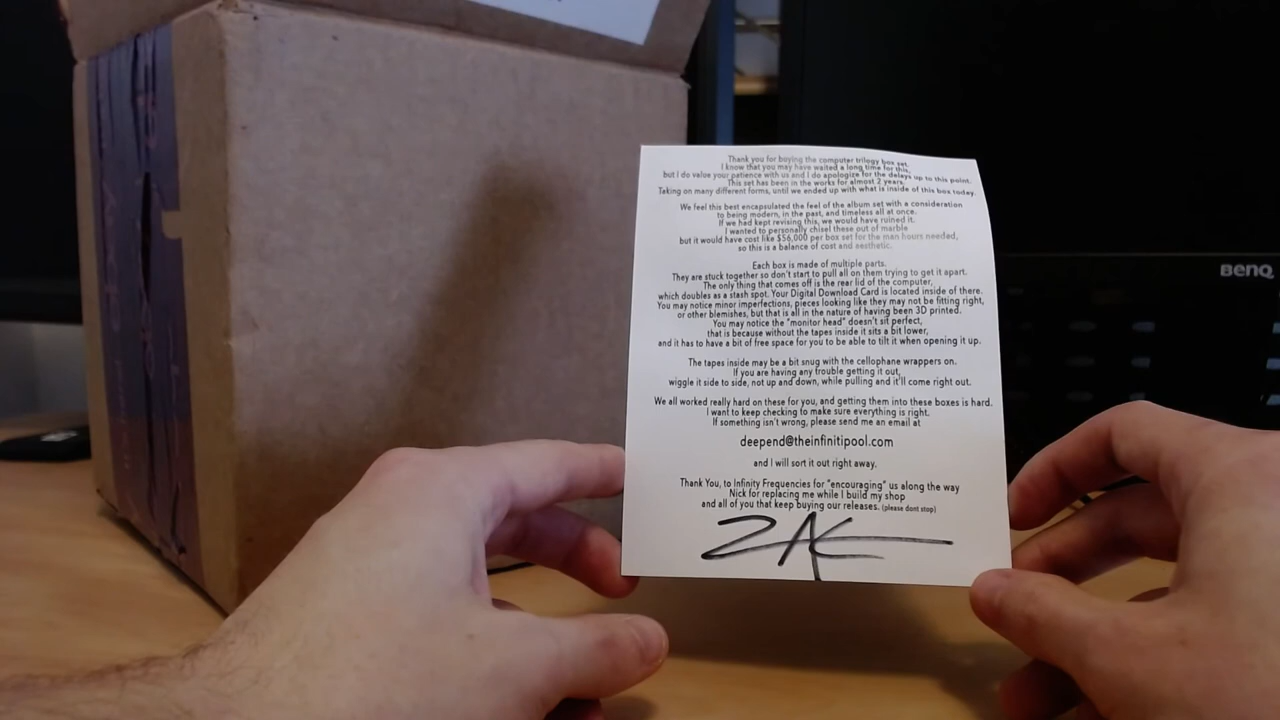 Thank you for buying the computer trilogy box set.
I know that you may have waited a long time for this,
but I do value your patience with us and I do apologize for the delays up to this point.
This set has been in the works for almost 2 years.
Taking on many different forms, until we ended up with what is inside of this box today.
We feel this best encapsulated the feel of the album set with a consideration
to being modern, in the past, and timeless all at once.
If we had kept revising this, we would have ruined it.
I wanted to personally chisel these out of marble
but it would have cost like $56,000 per box set for the man hours needed,
so this is a balance of cost and aesthetic.
Each box is made of multiple parts.
They are stuck together so don't start to pull all on them trying to get it apart.
The only thing that comes off is the rear lid of the computer,
which doubles as a stash spot. Your Digital Download Card is located inside of there.
You may notice minor imperfections, pieces looking like they may not be fitting right,
or other blemishes, but that is all in the nature of having been 3D printed.
You may notice the "monitor head" doesn't sit perfect,
that is because without the tapes inside it sits a bit lower,
and it has to have a bit of free space for you to be able to tilt it when opening it up.
The tapes inside may be a bit snug with the cellophane wrappers on.
If you are having any trouble getting it out,
wiggle it side to side, not up and down, while pulling and it'll come right out.
We all worked really hard on these for you, and getting them into these boxes is hard.
I want to keep checking to make sure everything is right.
If something isn't wrong, please send me an email at
deepend@theinfinitipool.com
and I will sort it out right away.
Thank You, to Infinity Frequencies for "encouraging" us along the way
Nick for replacing me while I build my shop
and all of you that keep buying our releases. (please dont stop)
ZAK
BENQ